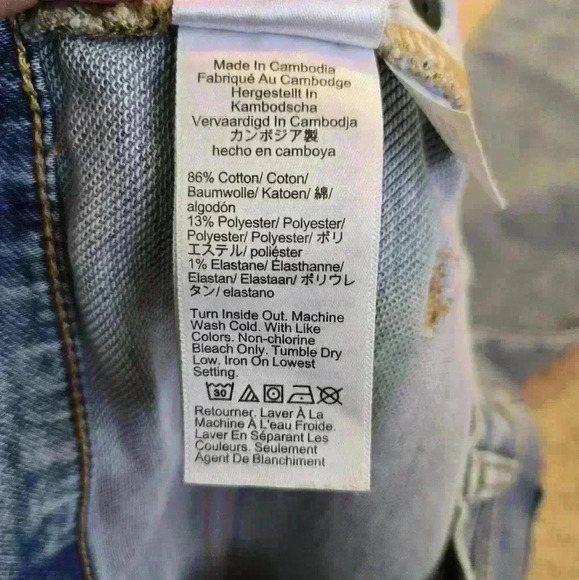 Made In Cambodia
Fabriqué Au Cambodge
Hergestellt In
Kambodscha
Vervaardigd In Cambodja
カンボジア製
hecho en camboya
86% Cotton/ Coton/
Baumwolle/ Katoen/ 綿/
algodón
13% Polyester/ Polyester/
Polyester/ Polyester/ ポリ
エステル/ poliéster
1% Elastane/ Élasthanne/
Elastan/ Elastaan/ ポリウレ
タン/ elastano
Turn Inside Out. Machine
Wash Cold. With Like
Colors. Non-chlorine
Bleach Only. Tumble Dry
Low. Iron On Lowest
Setting.
30
Retourner. Laver À La
Machine À L'eau Froide.
Laver En Séparant Les
Couleurs. Seulement
Agent De Blanchiment